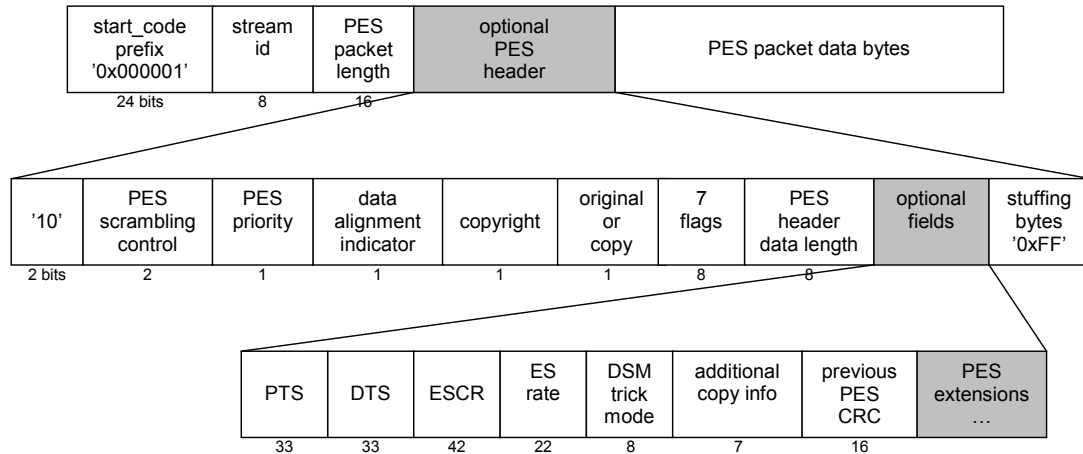 start_code
prefix
'0x000001'
stream
id
PES
packet
length
optional
PES
header
PES packet data bytes
24 bits
8
16
'10'
PES
scrambling
control
PES
priority
data
alignment
indicator
copyright
original
or
copy
7
flags
PES
header
data length
optional
fields
stuffing
bytes
'0xFF'
2 bits
2
1
1
1
1
8
8
PTS
DTS
ESCR
ES
rate
DSM
trick
mode
additional
copy info
previous
PES
CRC
PES
extensions
…
33
33
42
22
8
7
16